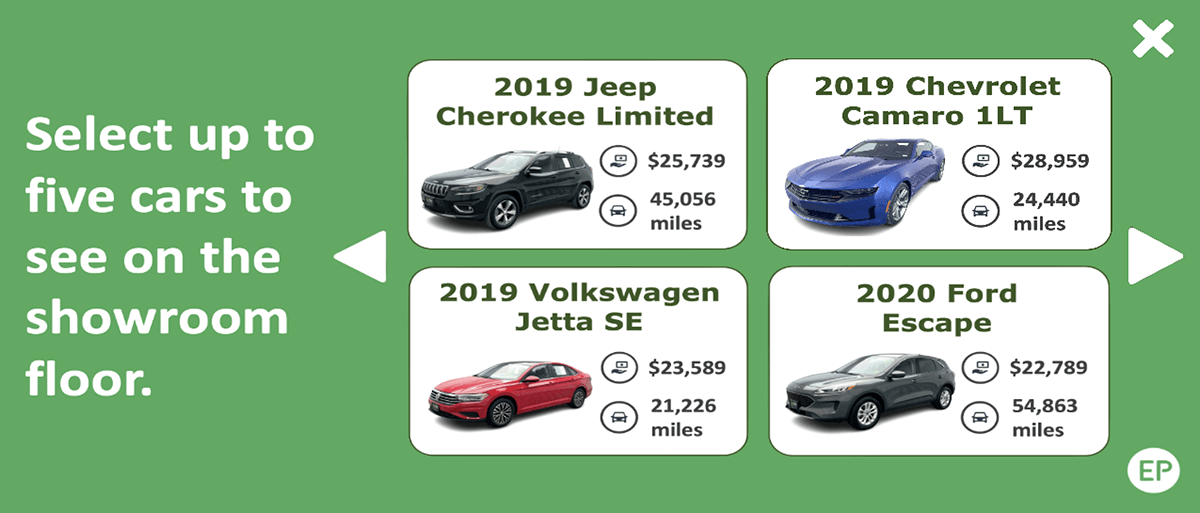 Select up to
five cars to
see on the
showroom
floor.
2019 Jeep
Cherokee Limited
$25,739
45,056
miles
2019 Chevrolet
Camaro 1LT
$28,959
24,440
miles
2019 Volkswagen
Jetta SE
$23,589
21,226
miles
2020 Ford
Escape
$22,789
54,863
miles
EP